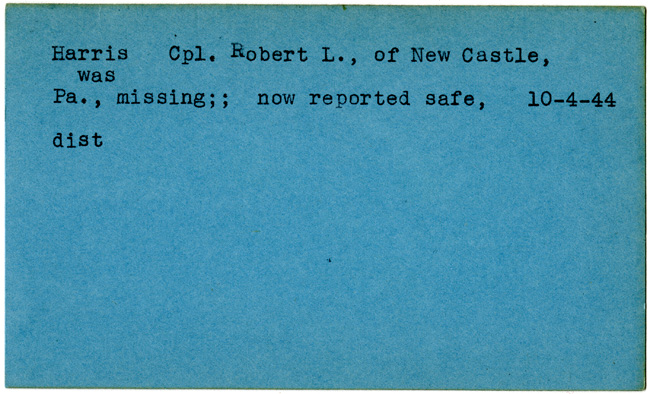 Harris Cpl. Robert L., of New Castle,
was
Pa., missing;; now reported safe, 10-4-44
dist